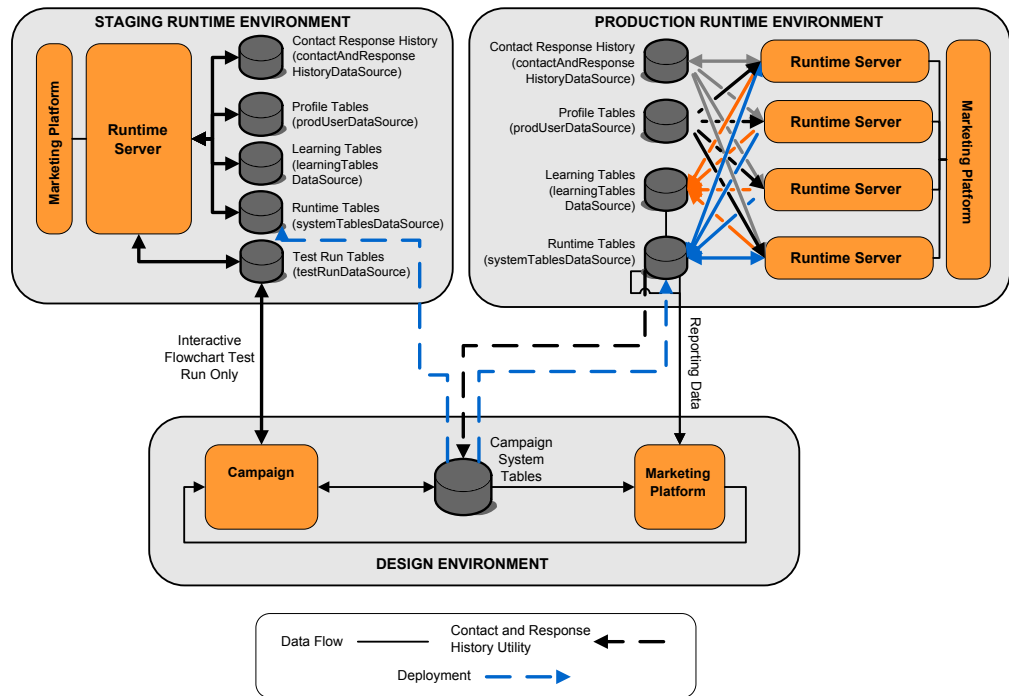 STAGING RUNTIME ENVIRONMENT
Marketing Platform
Runtime
Server
Contact Response History
(contactAndResponse
HistoryDataSource)
Profile Tables
(prodUserDataSource)
Learning Tables
(learningTables
DataSource)
Runtime Tables
(systemTablesDataSource)
Test Run Tables
(testRunDataSource)
PRODUCTION RUNTIME ENVIRONMENT
Contact Response History
(contactAndResponse
HistoryDataSource)
Profile Tables
(prodUserDataSource)
Learning Tables
(learningTables
DataSource)
Runtime Tables
(systemTablesDataSource)
Runtime Server
Runtime Server
Runtime Server
Runtime Server
Marketing Platform
Interactive
Flowchart Test
Run Only
Reporting Data
Campaign
Campaign
System
Tables
Marketing
Platform
DESIGN ENVIRONMENT
Data Flow
Contact and Response
History Utility
Deployment